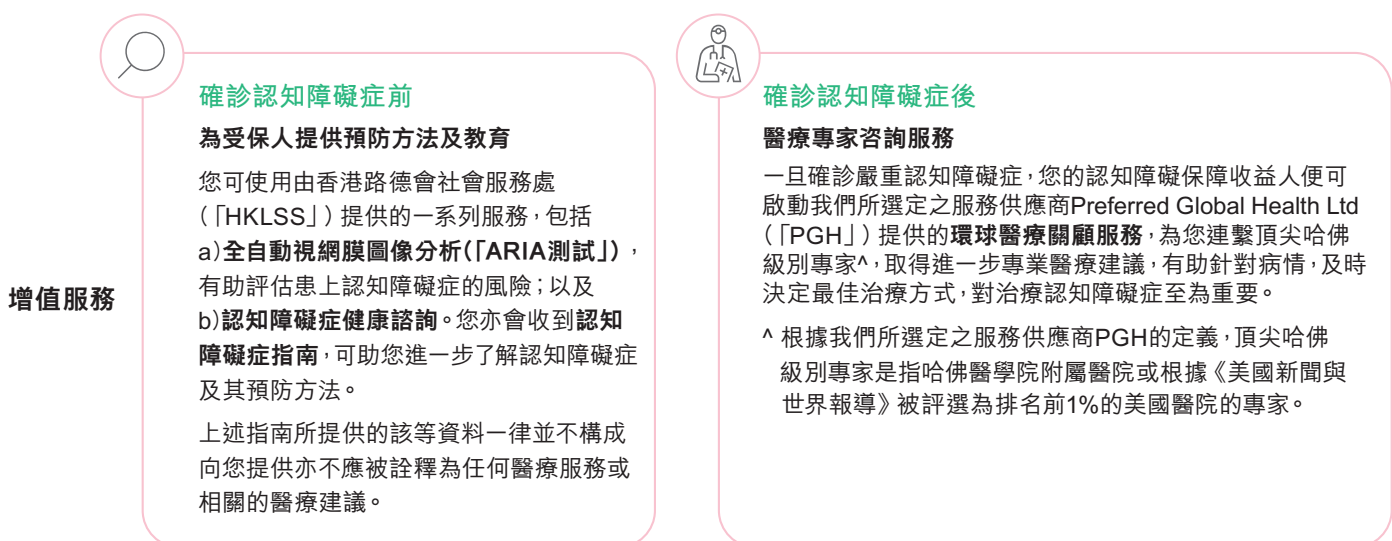 增值服務
確診認知障礙症前
為受保人提供預防方法及教育
您可使用由香港路德會社會服務處
（「HKLSS」）提供的一系列服務，包括
a)全自動視網膜圖像分析(「ARIA測試」)，
有助評估患上認知障礙症的風險；以及
b)認知障礙症健康諮詢。您亦會收到認知
障礙症指南，可助您進一步了解認知障礙症
及其預防方法。
上述指南所提供的該等資料一律並不構成
向您提供亦不應被詮釋為任何醫療服務或
相關的醫療建議。
確診認知障礙症後
醫療專家咨詢服務
一旦確診嚴重認知障礙症，您的認知障礙保障收益人便可
啟動我們所選定之服務供應商Preferred Global Health Ltd
（「PGH」）提供的環球醫療關顧服務，為您連繫頂尖哈佛
級別專家^，取得進一步專業醫療建議，有助針對病情，及時
決定最佳治療方式，對治療認知障礙症至為重要。
^ 根據我們所選定之服務供應商PGH的定義，頂尖哈佛
級別專家是指哈佛醫學院附屬醫院或根據《美國新聞與
世界報導》被評選為排名前1%的美國醫院的專家。